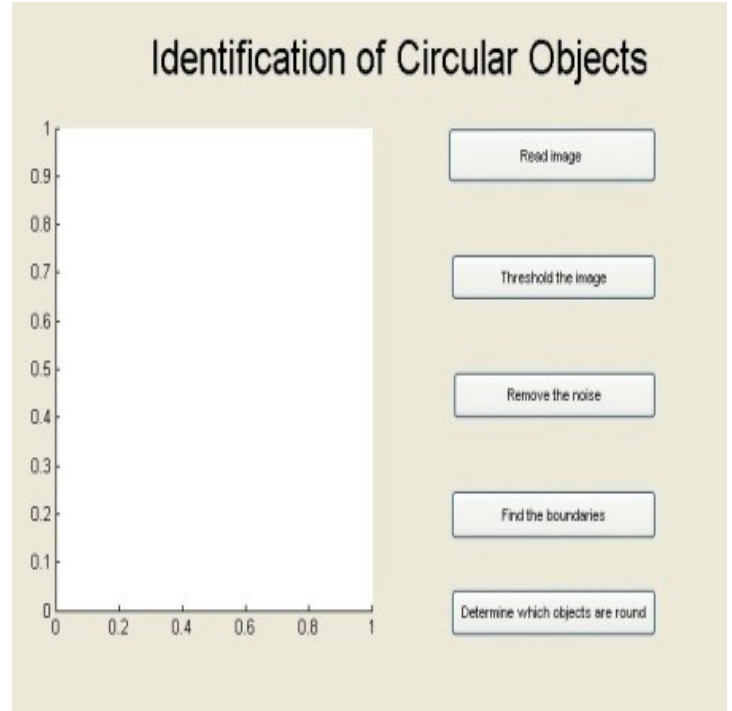 Identification of Circular Objects
1
0.9
0.8
0.7
0.6
0.5
0.4
0.3
0.2
0.1
0
0 0.2 0.4 0.6 0.8 1
Read image
Threshold the image
Remove the noise
Find the boundaries
Determine which objects are round